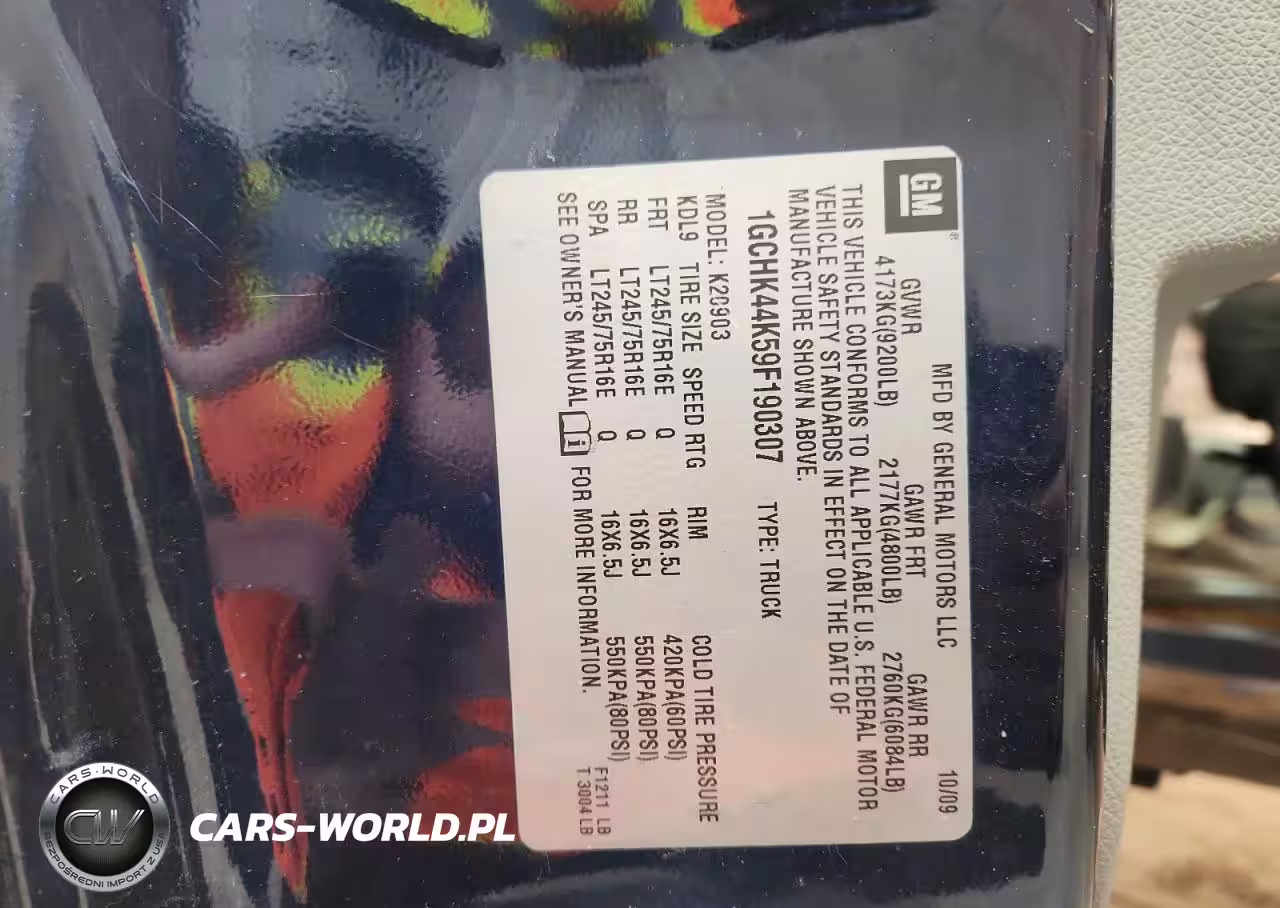 GM
®
MFD BY GENERAL MOTORS LLC 10/09
GVWR GAWR FRT GAWR RR
4173KG(9200LB) 2177KG(4800LB) 2760KG(6084LB)
THIS VEHICLE CONFORMS TO ALL APPLICABLE U.S. FEDERAL MOTOR
VEHICLE SAFETY STANDARDS IN EFFECT ON THE DATE OF
MANUFACTURE SHOWN ABOVE.
1GCHK44K59F190307 TYPE: TRUCK
MODEL: K20903
KDL9 TIRE SIZE SPEED RTG RIM COLD TIRE PRESSURE
FRT LT245/75R16E Q 16X6.5J 420KPA(60PSI)
RR LT245/75R16E Q 16X6.5J 550KPA(80PSI)
SPA LT245/75R16E Q 16X6.5J 550KPA(80PSI)
SEE OWNER'S MANUAL i FOR MORE INFORMATION.
F1211 LB
T3004 LB
CARS-WORLD
CW
BEZPOŚREDNI IMPORT Z USA
CARS-WORLD.PL